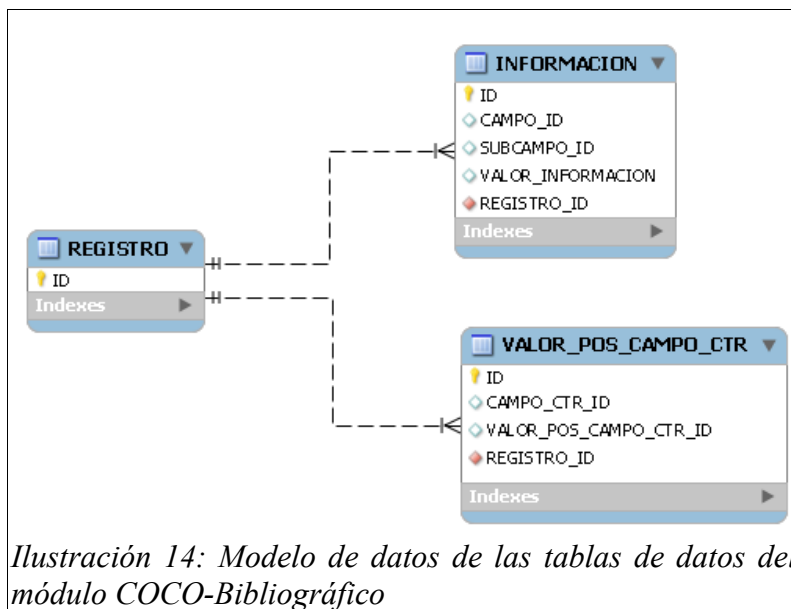 INFORMACION
ID
CAMPO_ID
SUBCAMPO_ID
VALOR_INFORMACION
REGISTRO_ID
Indexes
REGISTRO
ID
Indexes
VALOR_POS_CAMPO_CTR
ID
CAMPO_CTR_ID
VALOR_POS_CAMPO_CTR_ID
REGISTRO_ID
Indexes
Ilustración 14: Modelo de datos de las tablas de datos del
módulo COCO-Bibliográfico